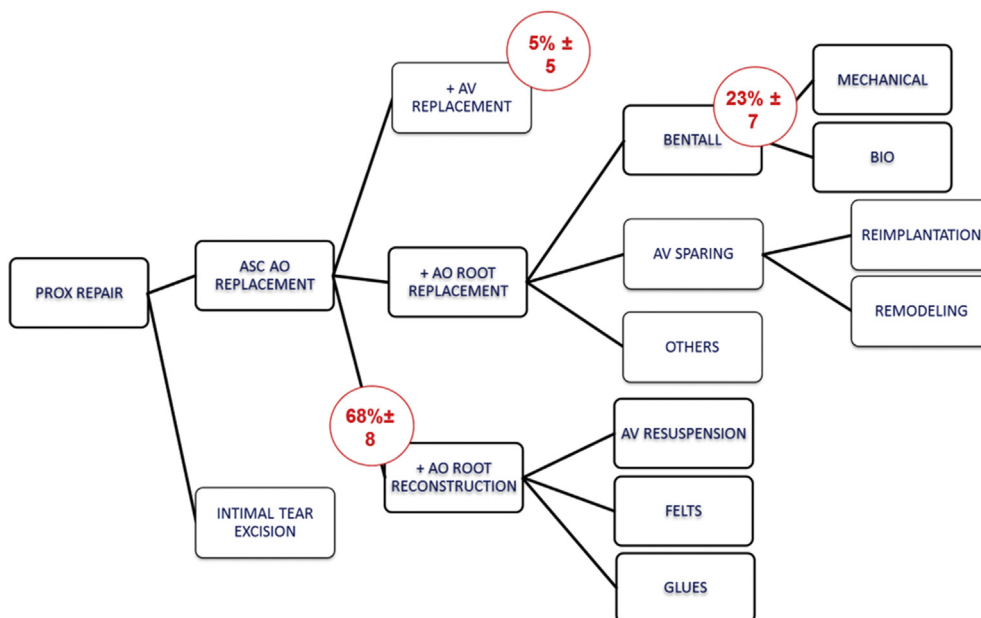 5% ±
5
+ AV
REPLACEMENT
MECHANICAL
23% ±
7
BENTALL
BIO
ASC AO
REPLACEMENT
PROX REPAIR
+ AO ROOT
REPLACEMENT
AV SPARING
REIMPLANTATION
REMODELING
OTHERS
68%±
8
+ AO ROOT
RECONSTRUCTION
AV RESUSPENSION
FELTS
GLUES
INTIMAL TEAR
EXCISION